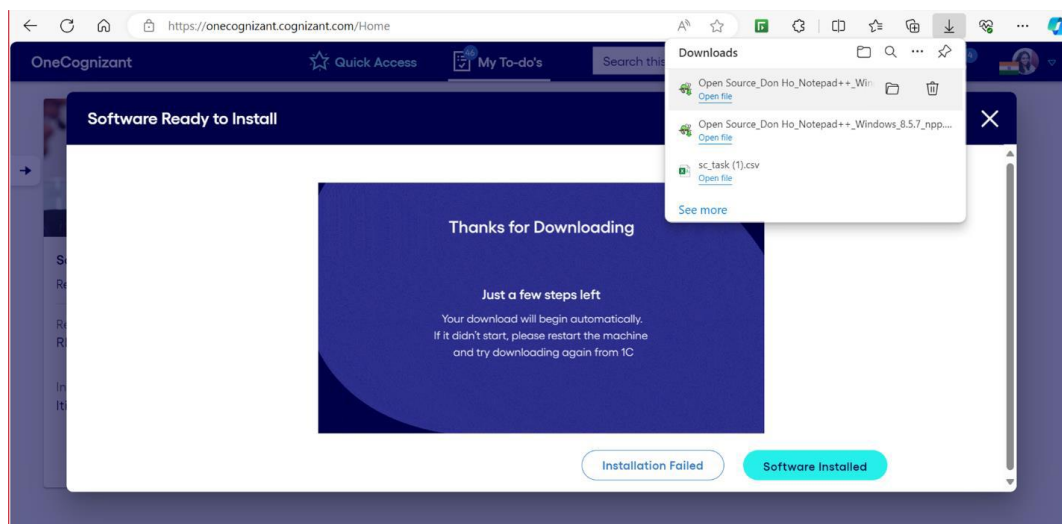 https://onecognizant.cognizant.com/Home
OneCognizant
Quick Access
46
My To-do's
Search this
Downloads
Open Source_Don Ho_Notepad++_Win
Open file
Open Source_Don Ho_Notepad++_Windows_8.5.7_npp....
Open file
sc_task (1).csv
Open file
See more
Software Ready to Install
Thanks for Downloading
Just a few steps left
Your download will begin automatically.
If it didn't start, please restart the machine
and try downloading again from 1C
Installation Failed
Software Installed